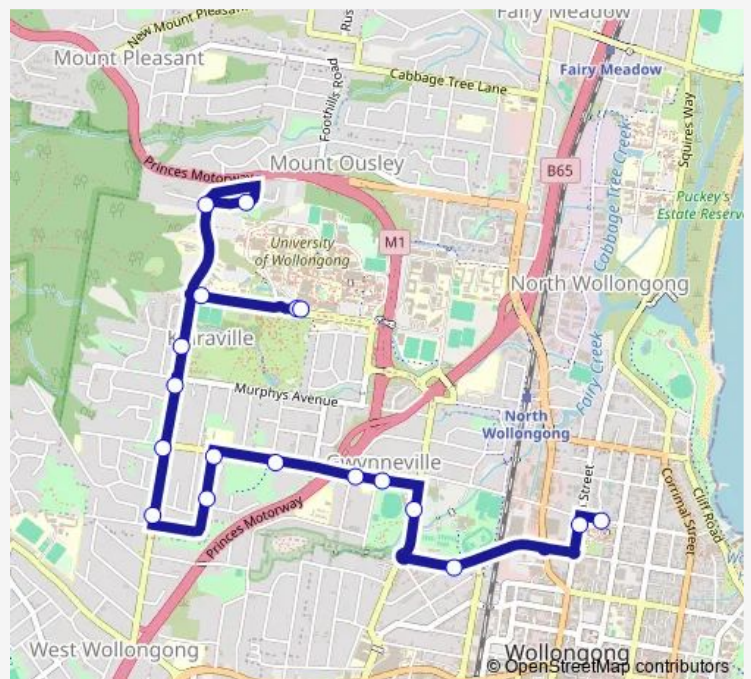 Fairy Meadow
New Mount Pleasant
Rus
Mount Pleasant
Fairy Meadow
Cabbage Tree Lane
Foothills Road
Squires Way
Princes Motorway
Mount Ousley
B65
Cabbage Tree Creek
Puckey's
Estate Reserve
University
of Wollongong
M1
North Wollongong
Keiraville
Fairy Creek
Murphys Avenue
North
Wollongong
Gwynneville
Street
Corrimal Street
Cliff Road
Princes Motorway
West Wollongong
Wollongong
© OpenStreetMap contributors